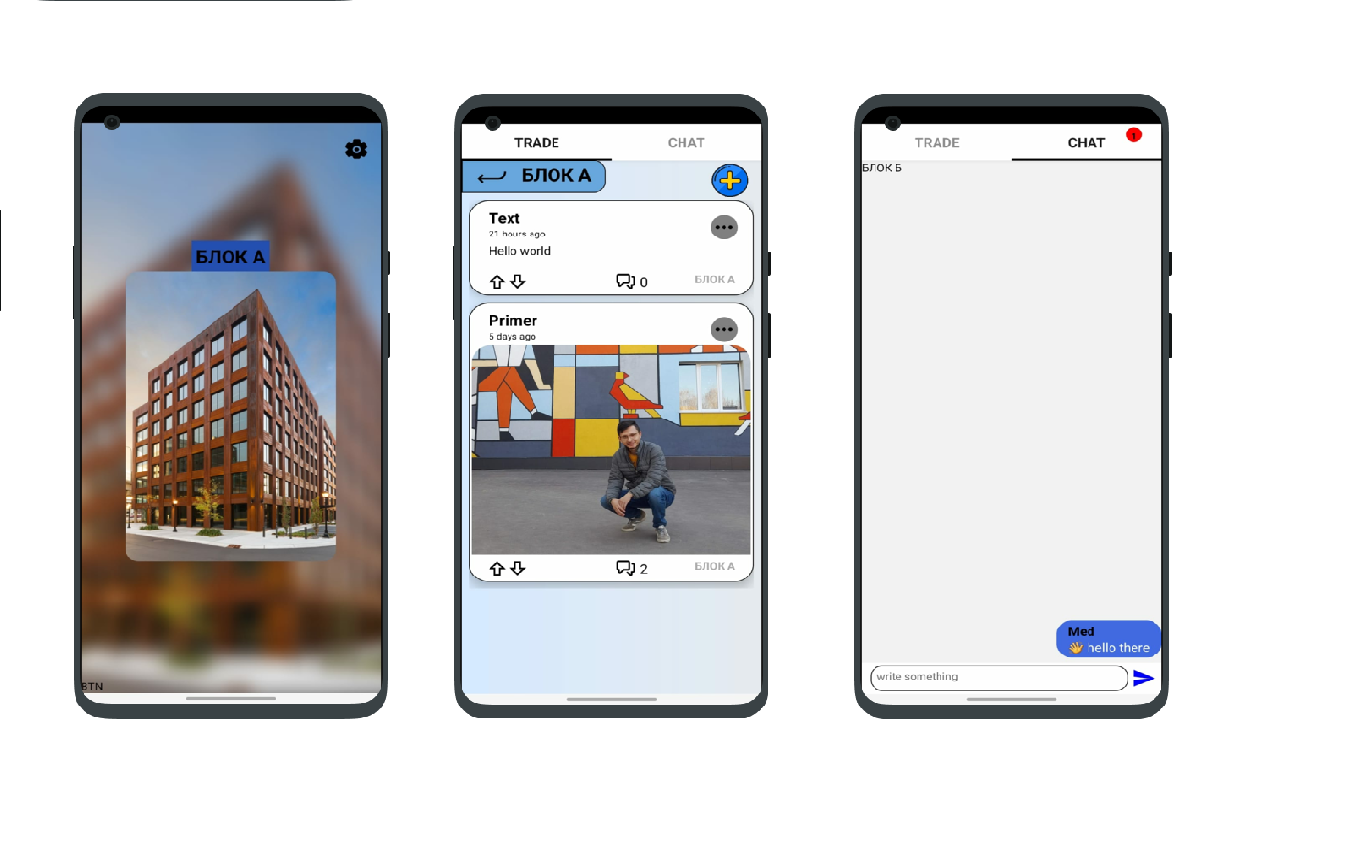 БЛОК А
BTN
TRADE CHAT
БЛОК А
Text
21 hours ago
Hello world
0 БЛОК А
Primer
5 days ago
2 БЛОК А
TRADE CHAT 1
БЛОК Б
Med
👋 hello there
write something